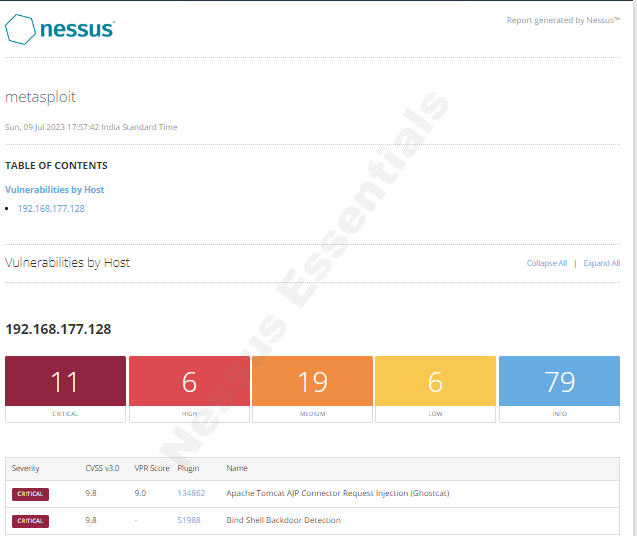 nessus
Report generated by Nessus™
metasploit
Sun, 09 Jul 2023 17:57:42 India Standard Time
TABLE OF CONTENTS
Vulnerabilities by Host
• 192.168.177.128
Vulnerabilities by Host
Collapse All | Expand All
192.168.177.128
11 6 19 6 79
CRITICAL HIGH MEDIUM LOW INFO
Severity CVSS v3.0 VPR Score Plugin Name
CRITICAL 9.8 9.0 134862 Apache Tomcat AJP Connector Request Injection (Ghostcat)
CRITICAL 9.8 - 51988 Bind Shell Backdoor Detection
Nessus Essentials